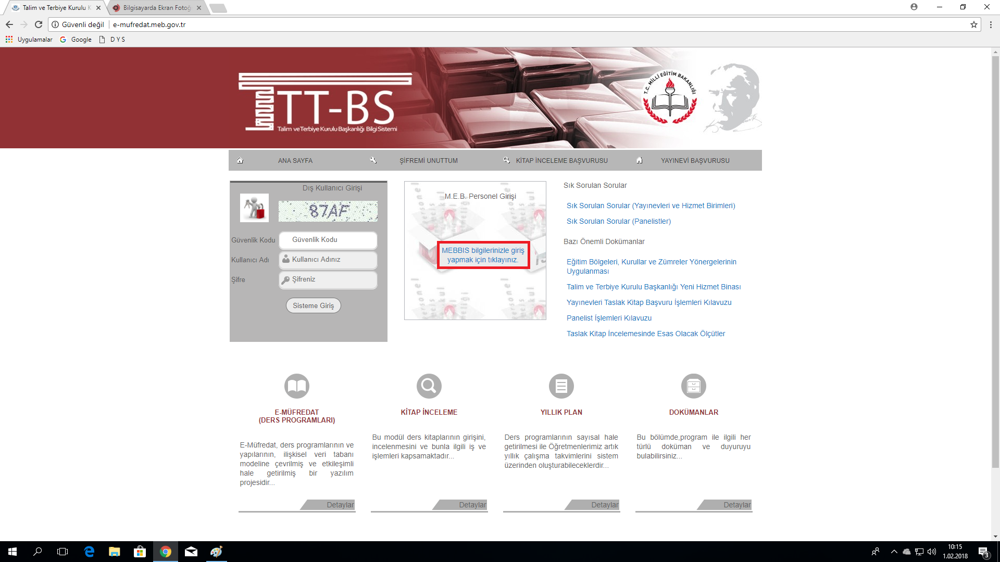 Talim ve Terbiye Kurulu K
Bilgisayarda Ekran Fotoğ
Güvenli değil
e-mufredat.meb.gov.tr
Uygulamalar
Google
D Y S
TT-BS
Talim ve Terbiye Kurulu Başkanlığı Bilgi Sistemi
T.C. MİLLİ EĞİTİM BAKANLIĞI
ANA SAYFA
ŞİFREMİ UNUTTUM
KİTAP İNCELEME BAŞVURUSU
YAYINEVİ BAŞVURUSU
Dış Kullanıcı Girişi
87AF
Güvenlik Kodu
Güvenlik Kodu
Kullanıcı Adı
Kullanıcı Adınız
Şifre
Şifreniz
Sisteme Giriş
M.E.B. Personel Girişi
MEBBIS bilgilerinizle giriş
yapmak için tıklayınız.
Sık Sorulan Sorular
Sık Sorulan Sorular (Yayınevleri ve Hizmet Birimleri)
Sık Sorulan Sorular (Panelistler)
Bazı Önemli Dokümanlar
Eğitim Bölgeleri, Kurullar ve Zümreler Yönergelerinin
Uygulanması
Talim ve Terbiye Kurulu Başkanlığı Yeni Hizmet Binası
Yayınevleri Taslak Kitap Başvuru İşlemleri Kılavuzu
Panelist İşlemleri Kılavuzu
Taslak Kitap İncelemesinde Esas Olacak Ölçütler
E-MÜFREDAT
(DERS PROGRAMLARI)
E-Müfredat, ders programlarının ve
yapılarının, ilişkisel veri tabanı
modeline çevrilmiş ve etkileşimli
hale getirilmiş bir yazılım
projesidir...
Detaylar
KİTAP İNCELEME
Bu modül ders kitaplarının girişini,
incelenmesini ve bunla ilgili iş ve
işlemleri kapsamaktadır...
Detaylar
YILLIK PLAN
Ders programlarının sayısal hale
getirilmesi ile Öğretmenlerimiz artık
yıllık çalışma takvimlerini sistem
üzerinden oluşturabileceklerdir...
Detaylar
DOKÜMANLAR
Bu bölümde,program ile ilgili her
türlü doküman ve duyuruyu
bulabilirsiniz...
Detaylar
10:15
1.02.2018
3